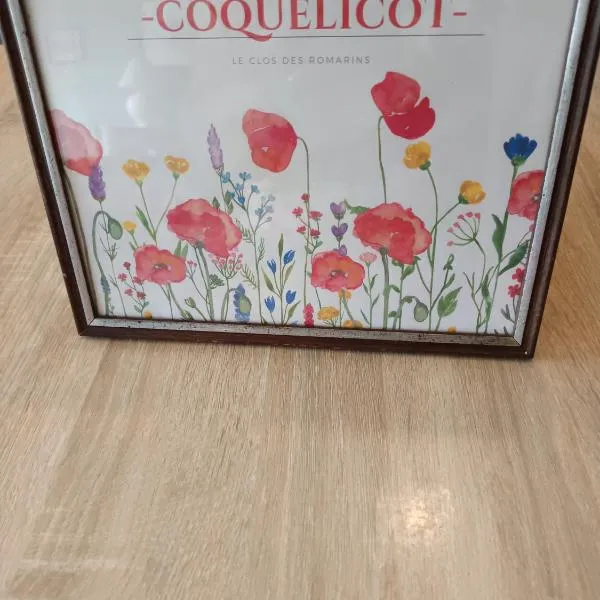 -COQUELICOT-
LE CLOS DES ROMARINS